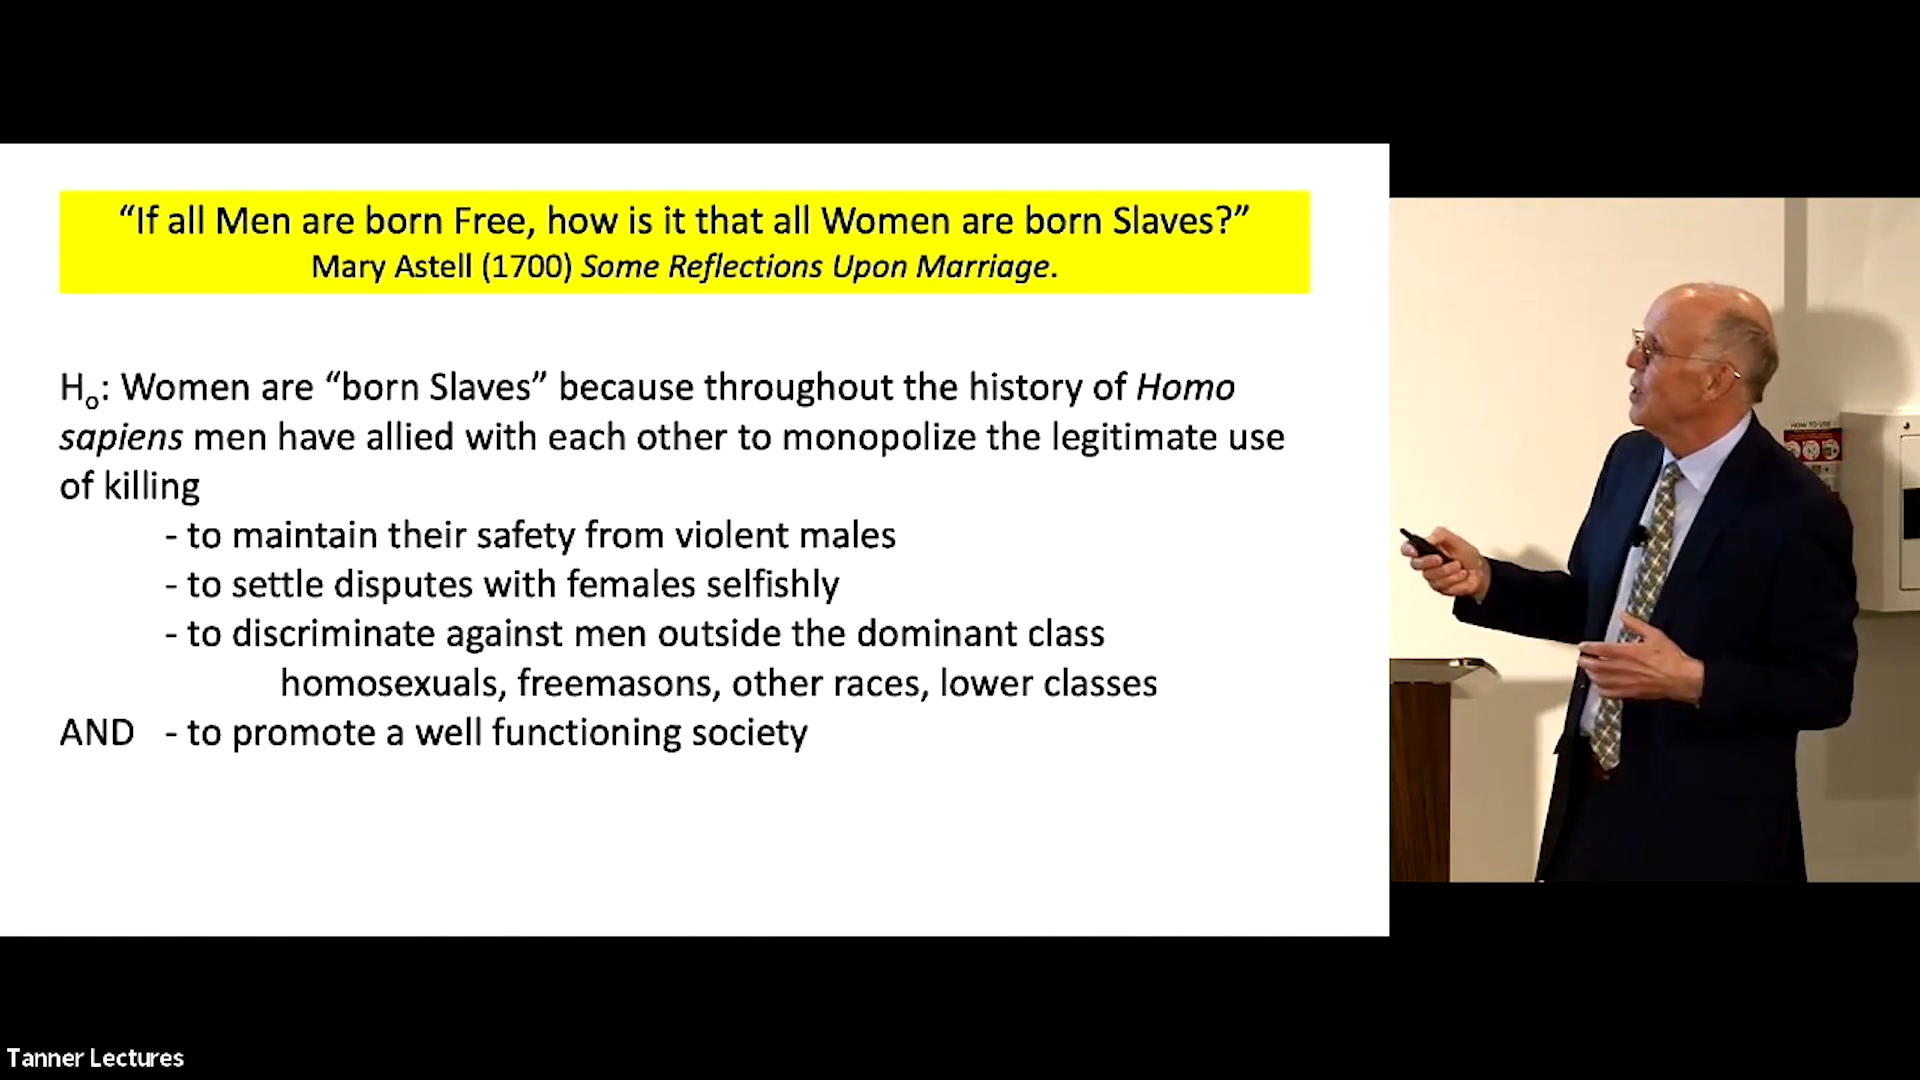 “If all Men are born Free, how is it that all Women are born Slaves?”
Mary Astell (1700) Some Reflections Upon Marriage.
Ho: Women are “born Slaves” because throughout the history of Homo
sapiens men have allied with each other to monopolize the legitimate use
of killing
- to maintain their safety from violent males
- to settle disputes with females selfishly
- to discriminate against men outside the dominant class
homosexuals, freemasons, other races, lower classes
AND - to promote a well functioning society
HOW TO USE
Tanner Lectures